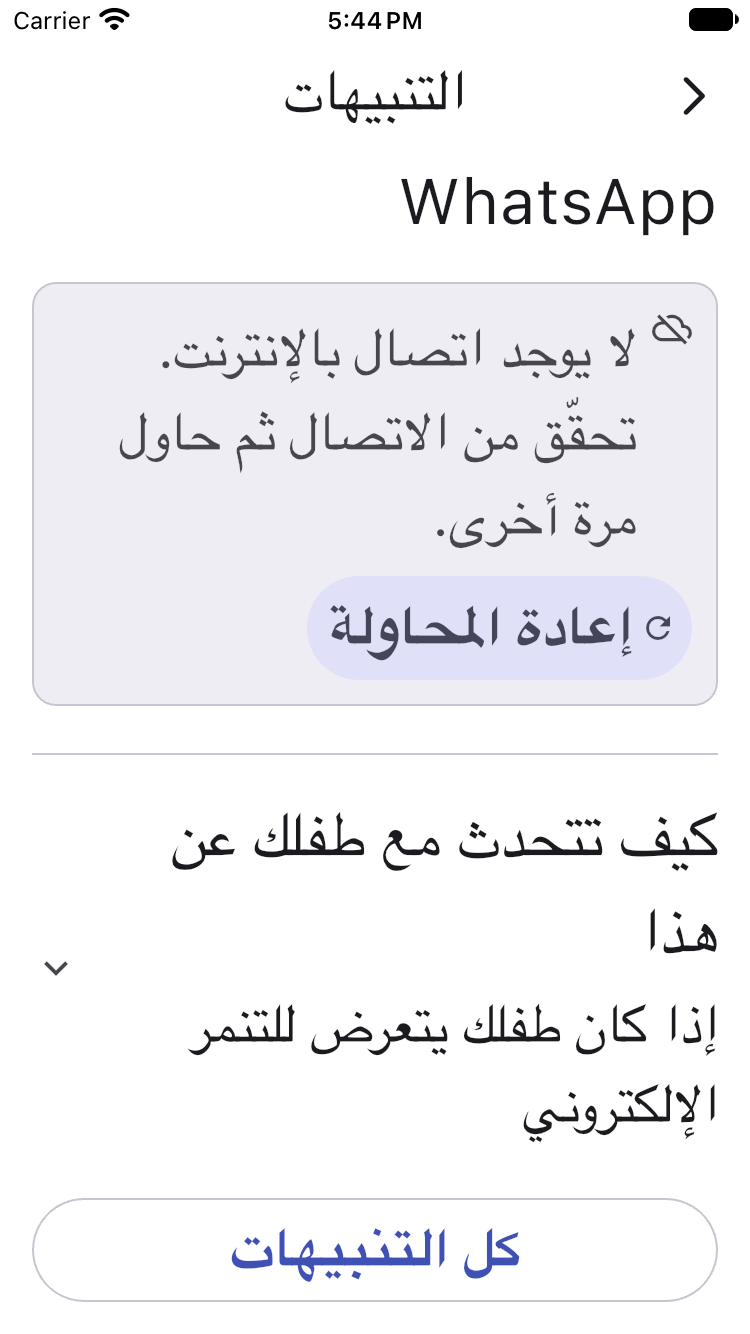 Carrier 5:44 PM
التنبيهات
WhatsApp
لا يوجد اتصال بالإنترنت.
تحقّق من الاتصال ثم حاول
مرة أخرى.
إعادة المحاولة
كيف تتحدث مع طفلك عن
هذا
إذا كان طفلك يتعرض للتنمر
الإلكتروني
كل التنبيهات